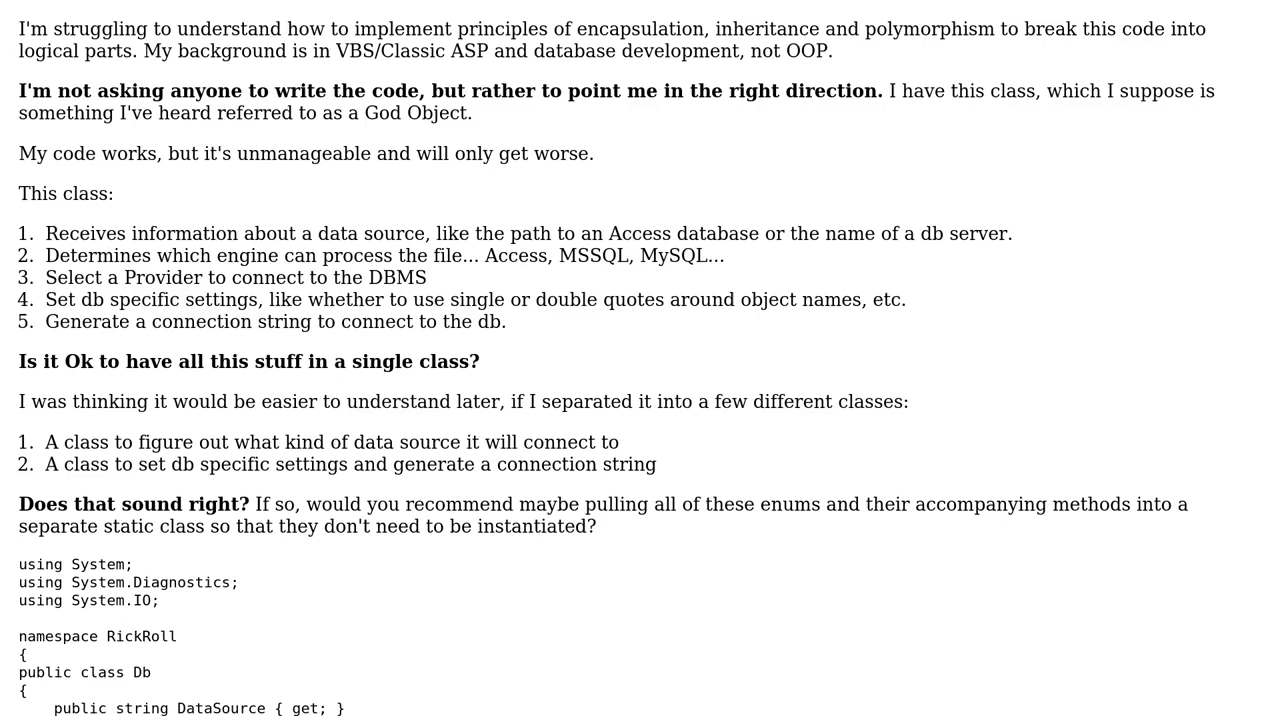 I'm struggling to understand how to implement principles of encapsulation, inheritance and polymorphism to break this code into
logical parts. My background is in VBS/Classic ASP and database development, not OOP.
I'm not asking anyone to write the code, but rather to point me in the right direction. I have this class, which I suppose is
something I've heard referred to as a God Object.
My code works, but it's unmanageable and will only get worse.
This class:
1. Receives information about a data source, like the path to an Access database or the name of a db server.
2. Determines which engine can process the file... Access, MSSQL, MySQL...
3. Select a Provider to connect to the DBMS
4. Set db specific settings, like whether to use single or double quotes around object names, etc.
5. Generate a connection string to connect to the db.
Is it Ok to have all this stuff in a single class?
I was thinking it would be easier to understand later, if I separated it into a few different classes:
1. A class to figure out what kind of data source it will connect to
2. A class to set db specific settings and generate a connection string
Does that sound right? If so, would you recommend maybe pulling all of these enums and their accompanying methods into a
separate static class so that they don't need to be instantiated?
using System;
using System.Diagnostics;
using System.IO;
namespace RickRoll
{
public class Db
{
    public string DataSource { get; }